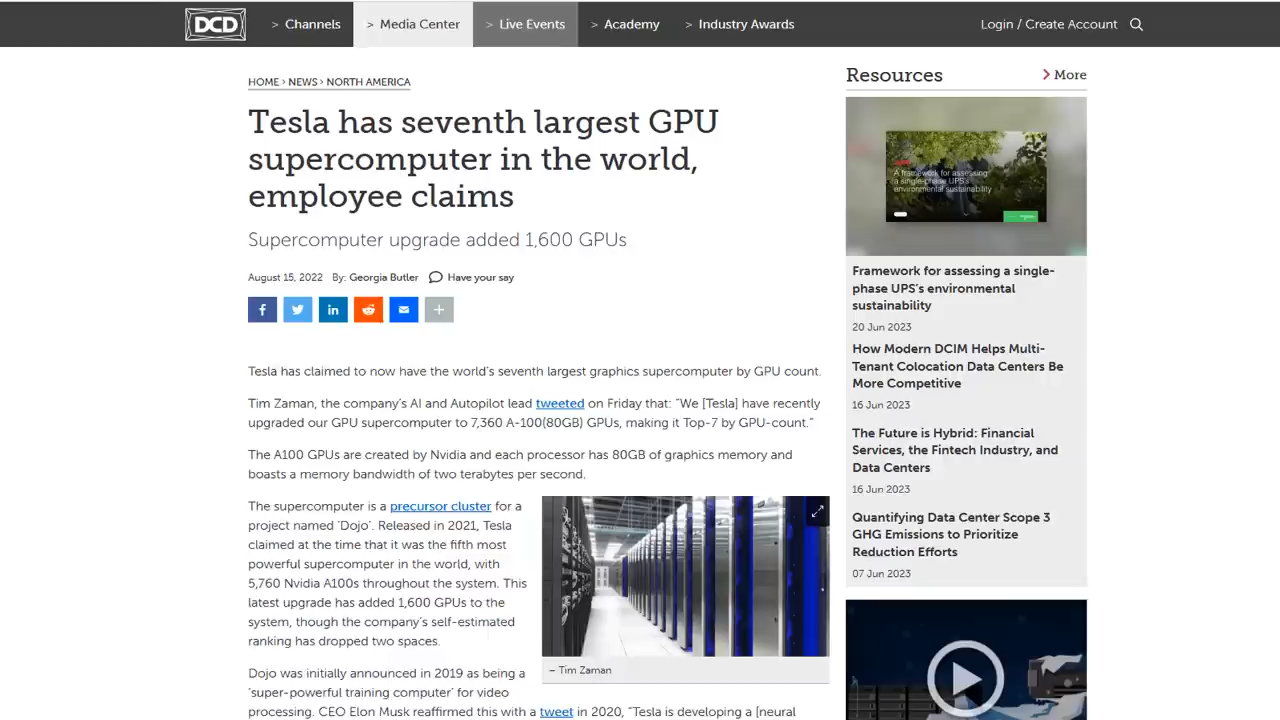 DCD
> Channels
> Media Center
> Live Events
> Academy
> Industry Awards
Login / Create Account
HOME › NEWS › NORTH AMERICA
Tesla has seventh largest GPU
supercomputer in the world,
employee claims
Supercomputer upgrade added 1,600 GPUs
August 15, 2022 By: Georgia Butler Have your say
Tesla has claimed to now have the world's seventh largest graphics supercomputer by GPU count.
Tim Zaman, the company's AI and Autopilot lead tweeted on Friday that: “We [Tesla] have recently
upgraded our GPU supercomputer to 7,360 A-100(80GB) GPUs, making it Top-7 by GPU-count.”
The A100 GPUs are created by Nvidia and each processor has 80GB of graphics memory and
boasts a memory bandwidth of two terabytes per second.
The supercomputer is a precursor cluster for a
project named ‘Dojo’. Released in 2021, Tesla
claimed at the time that it was the fifth most
powerful supercomputer in the world, with
5,760 Nvidia A100s throughout the system. This
latest upgrade has added 1,600 GPUs to the
system, though the company's self-estimated
ranking has dropped two spaces.
– Tim Zaman
Dojo was initially announced in 2019 as being a
‘super-powerful training computer’ for video
processing. CEO Elon Musk reaffirmed this with a tweet in 2020, “Tesla is developing a [neural
Resources
More
A framework for assessing
a single-phase UPS's
environmental sustainability
Framework for assessing a single-
phase UPS's environmental
sustainability
20 Jun 2023
How Modern DCIM Helps Multi-
Tenant Colocation Data Centers Be
More Competitive
16 Jun 2023
The Future is Hybrid: Financial
Services, the Fintech Industry, and
Data Centers
16 Jun 2023
Quantifying Data Center Scope 3
GHG Emissions to Prioritize
Reduction Efforts
07 Jun 2023